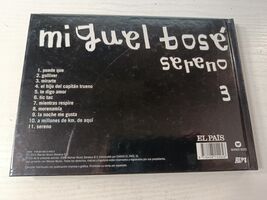 miguel bosé
sereno
3
1. puede que
2. gulliver
3. mirarte
4. el hijo del capitán trueno
5. te digo amor
6. tic tac
7. mientras respire
8. morenamía
9. la noche me gusta
10. a millones de km. de aquí
11. sereno
EL PAÍS